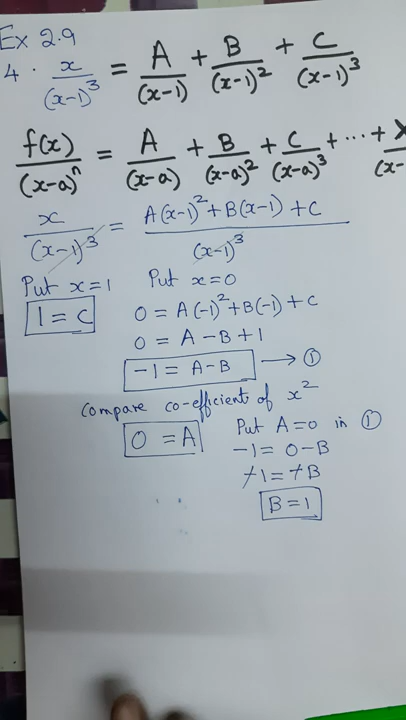 Ex 2.9
4. x/(x-1)³ = A/(x-1) + B/(x-1)² + C/(x-1)³
f(x)/(x-a)ⁿ = A/(x-a) + B/(x-a)² + C/(x-a)³ + ... + /(x-
x/(x-1)³ = A(x-1)² + B(x-1) + C/(x-1)³
Put x=1 Put x=0
1 = C 0 = A(-1)² + B(-1) + C
0 = A - B + 1
-1 = A-B → ①
Compare co-efficient of x²
0 = A Put A=0 in ①
-1 = 0-B
+1 = +B
B = 1